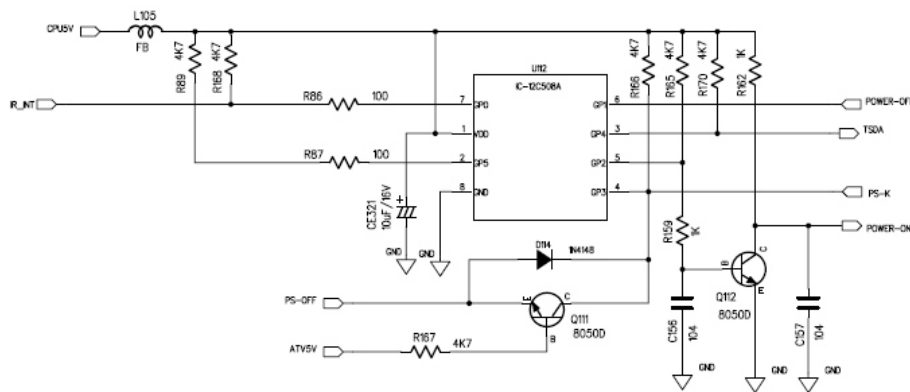 L105
CPU5V
FB
4K7
R89
4K7
R168
U112
IC-12C508A
4K7
R166
4K7
R165
4K7
R170
1K
R162
IR_INT
R86
100
7
GP0
GP1
6
POWER-OFF
1
VDD
GP4
3
TSDA
R87
100
2
GP5
GP2
5
8
GND
GP3
4
PS-K
CE321
10uF/16V
+
R159
1K
POWER-ON
GND
GND
D114
1N4148
C
B
E
Q112
8050D
PS-OFF
E
C
Q111
8050D
B
C156
104
C157
104
ATV5V
R167
4K7
GND
GND
GND